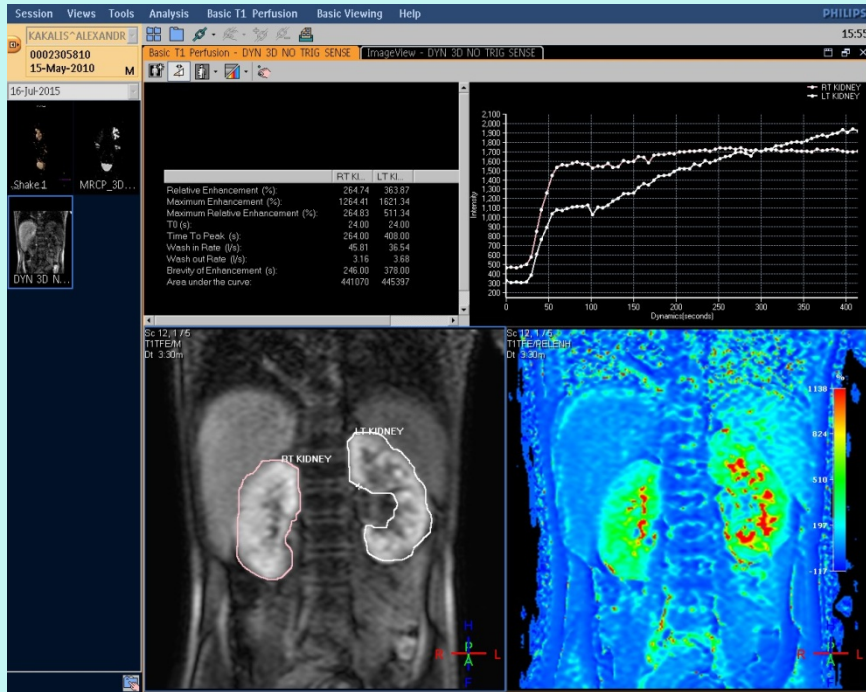 Session Views Tools Analysis Basic T1 Perfusion Basic Viewing Help PHILIPS
KAKALIS^ALEXANDR
15:55
0002305810
15-May-2010 M
Basic T1 Perfusion - DYN 3D NO TRIG SENSE ImageView - DYN 3D NO TRIG SENSE
16-Jul-2015
Shake 1 MRCP_3D...
DYN 3D N...
RT KI... LT KI...
Relative Enhancement (%): 264.74 363.87
Maximum Enhancement (%): 1264.41 1621.34
Maximum Relative Enhancement (%): 264.83 511.34
T0 (s): 24.00 24.00
Time To Peak (s): 264.00 408.00
Wash in Rate (l/s): 45.81 36.54
Wash out Rate (l/s): 3.16 3.68
Brevity of Enhancement (s): 246.00 378.00
Area under the curve: 441070 445397
RT KIDNEY
LT KIDNEY
2,100
2,000
1,900
1,800
1,700
1,600
1,500
1,400
1,300
1,200
1,100
1,000
900
800
700
600
500
400
300
200
Intensity
0 50 100 150 200 250 300 350 400
Dynamics(seconds)
Sc 12, 1 / 5
T1TFE/M
Dt 3:30m
RT KIDNEY
LT KIDNEY
H
R P L
A
F
Sc 12, 1 / 5
T1TFE/RELENH
Dt 3:30m
%
1138
824
510
197
-117
H
R P L
A
F